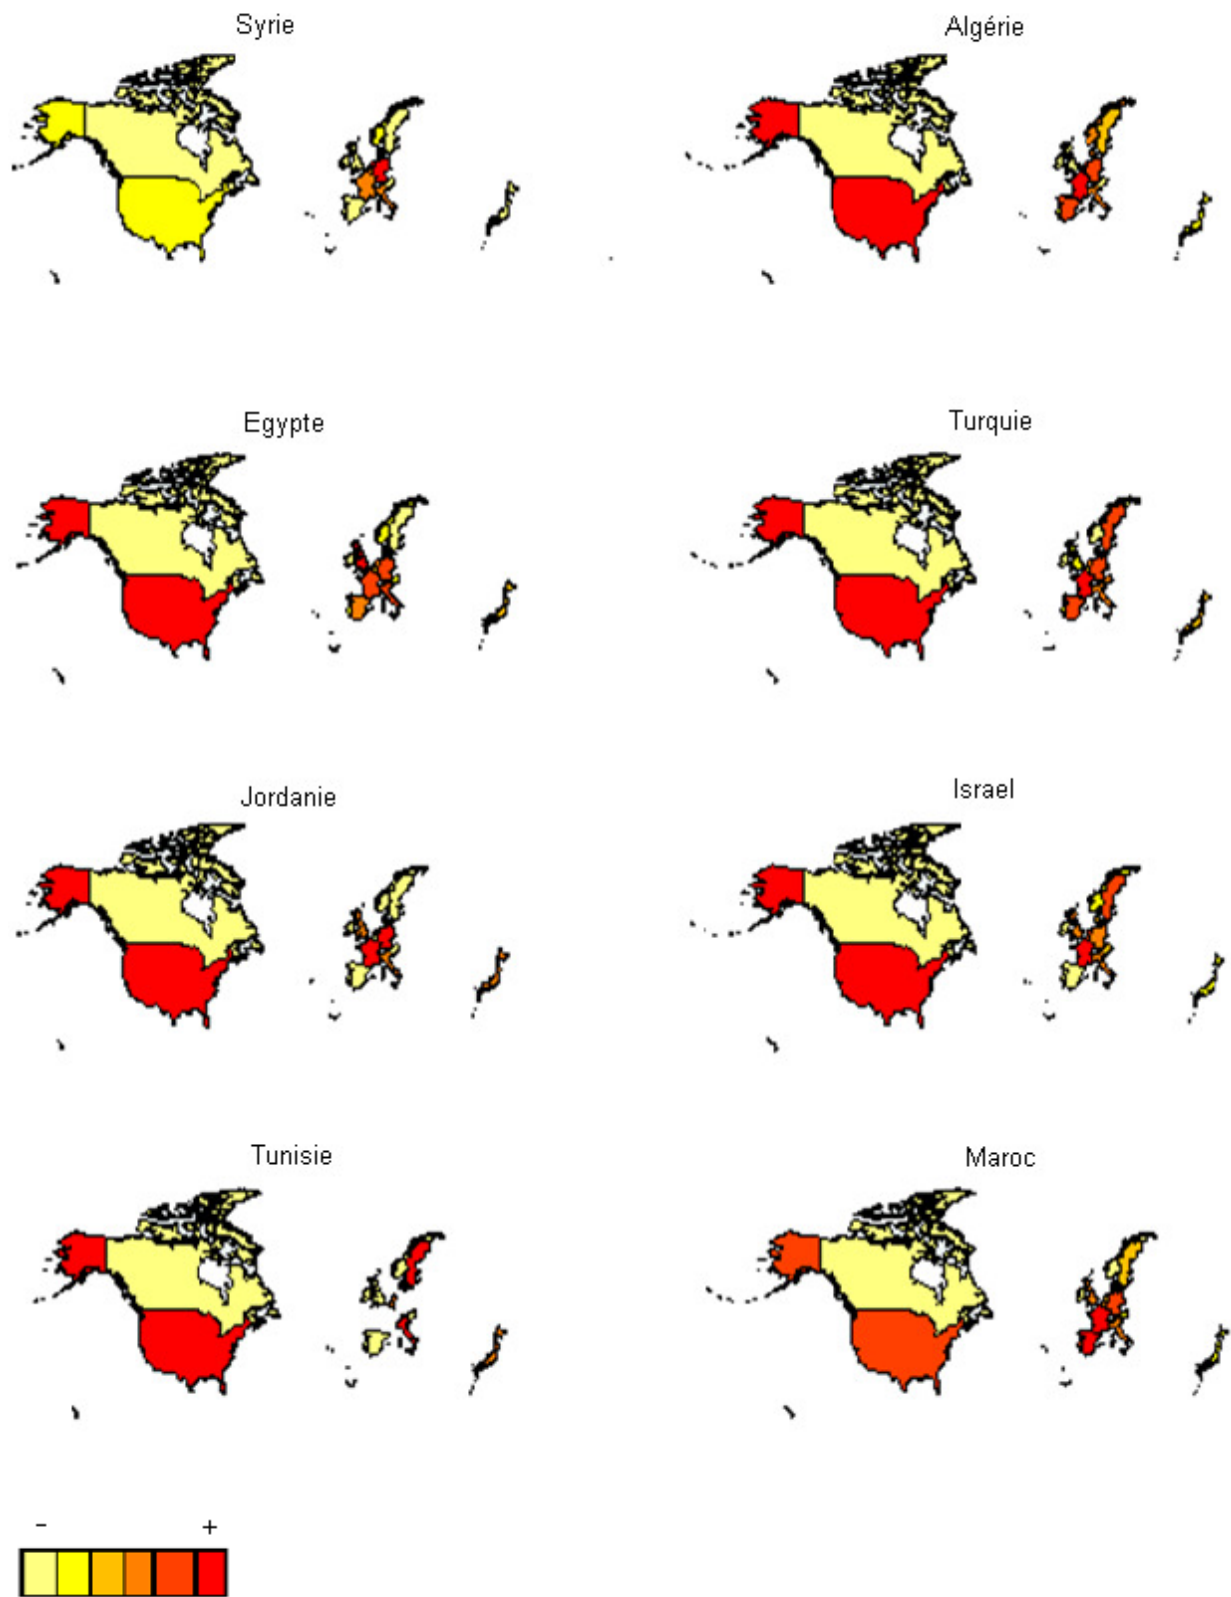 Syrie
Algérie
Egypte
Turquie
Jordanie
Israel
Tunisie
Maroc
- +